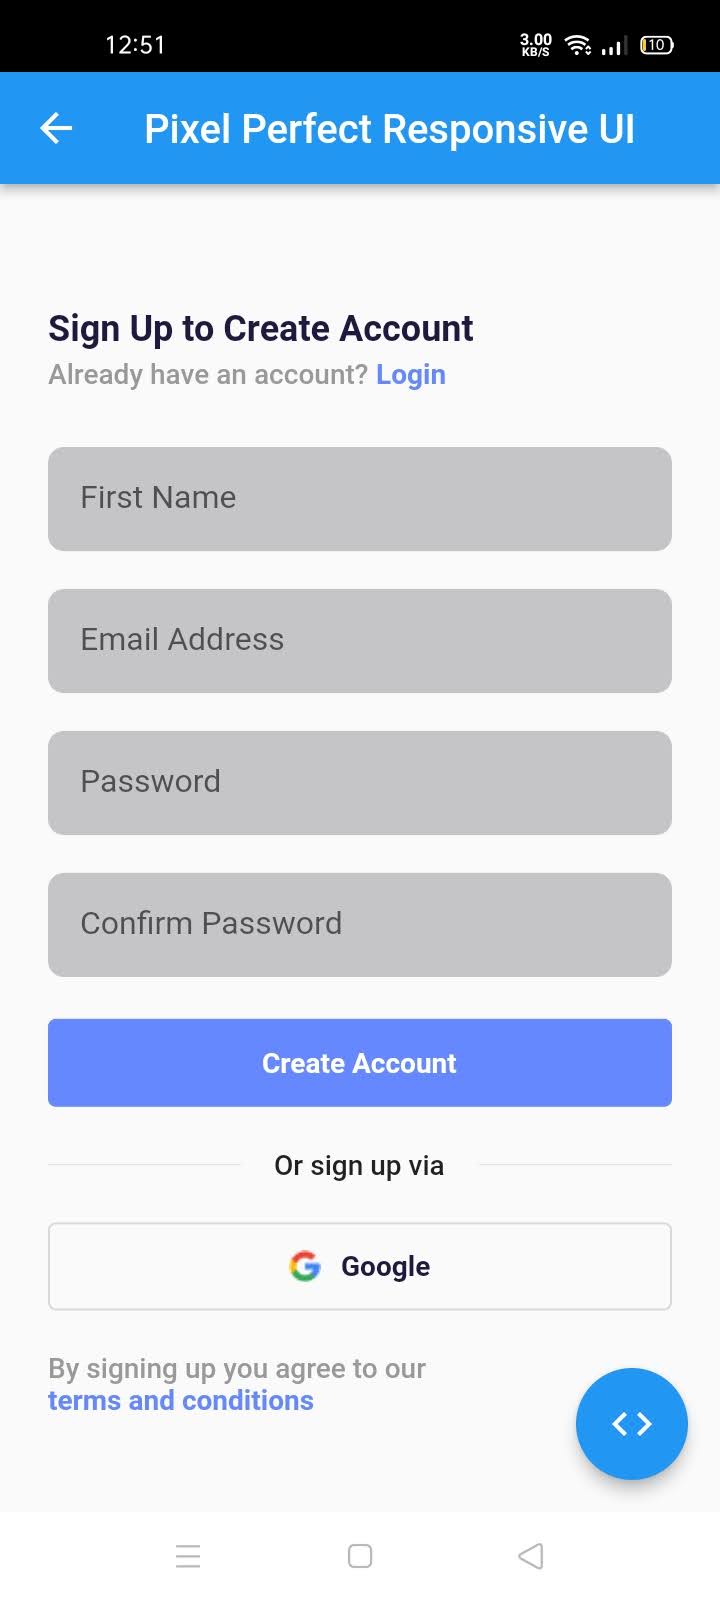 12:51
3.00
KB/S
10
Pixel Perfect Responsive UI
Sign Up to Create Account
Already have an account? Login
First Name
Email Address
Password
Confirm Password
Create Account
Or sign up via
Google
By signing up you agree to our
terms and conditions